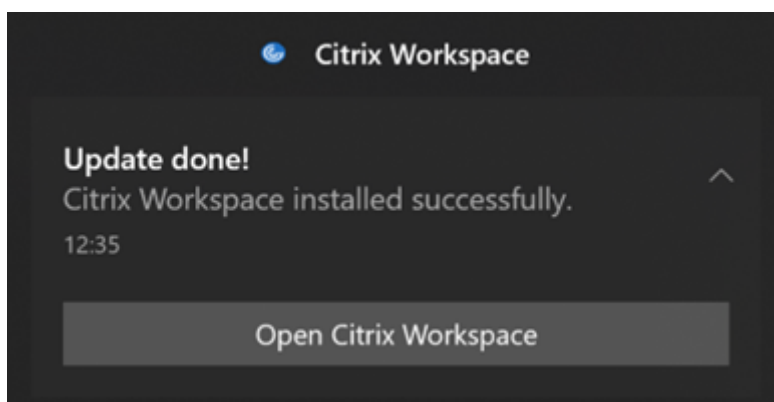 Citrix Workspace
Update done!
Citrix Workspace installed successfully.
12:35
Open Citrix Workspace